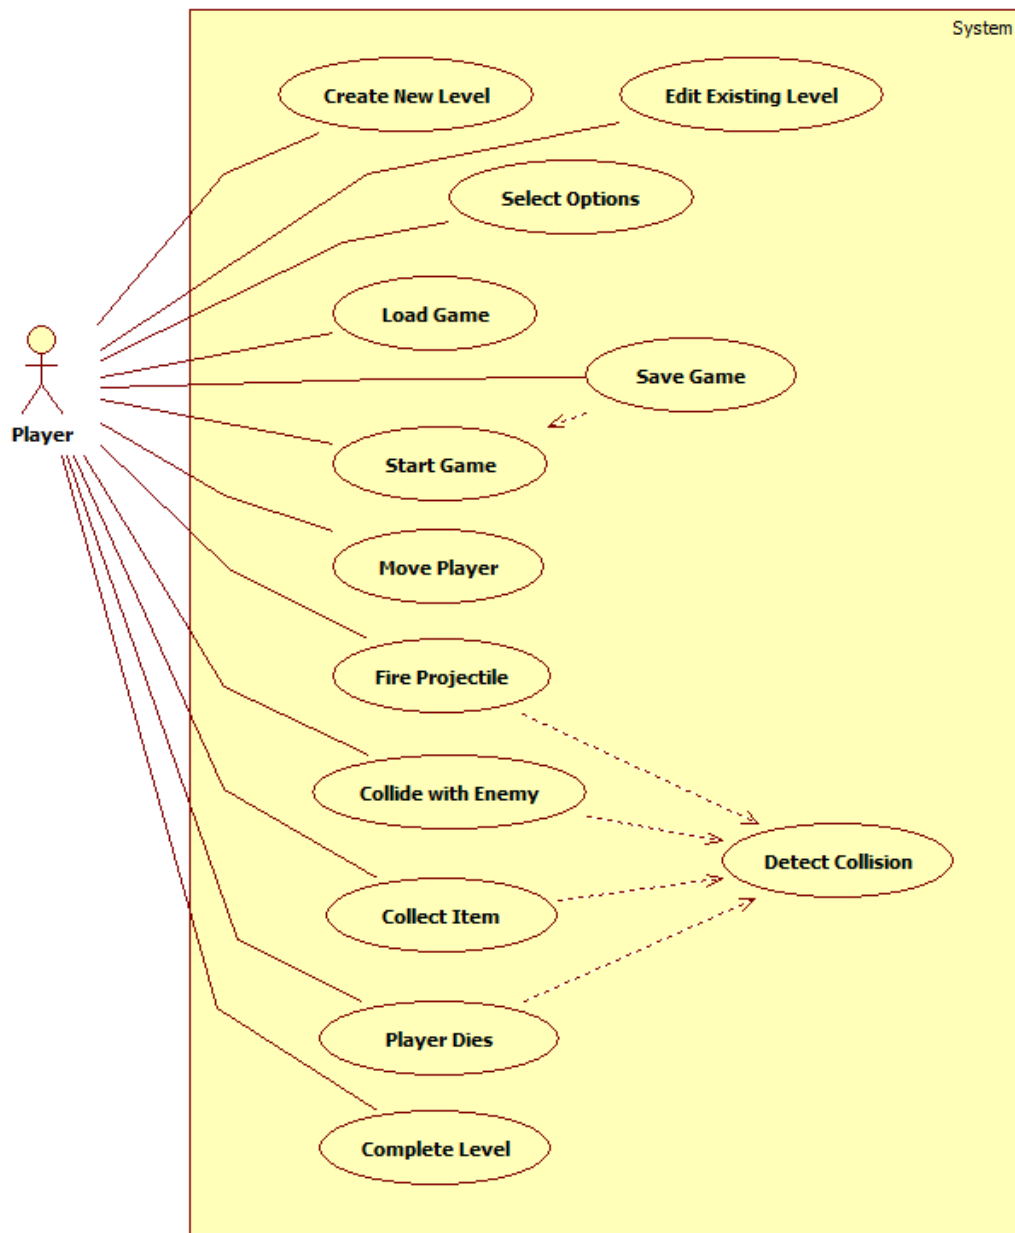 System
Create New Level
Edit Existing Level
Select Options
Load Game
Save Game
Player
Start Game
Move Player
Fire Projectile
Collide with Enemy
Detect Collision
Collect Item
Player Dies
Complete Level